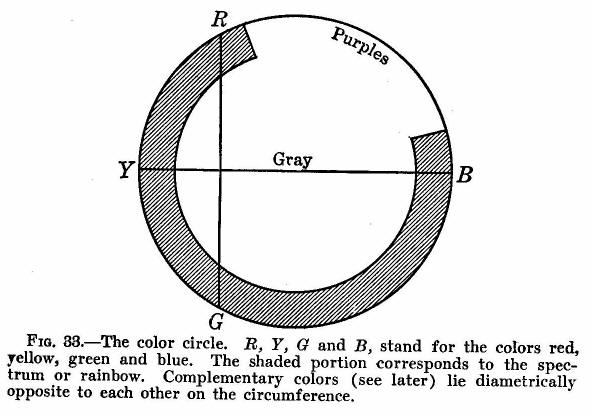 R
Purples
Y
Gray
B
G
FIG. 33.—The color circle. R, Y, G and B, stand for the colors red,
yellow, green and blue. The shaded portion corresponds to the spec-
trum or rainbow. Complementary colors (see later) lie diametrically
opposite to each other on the circumference.